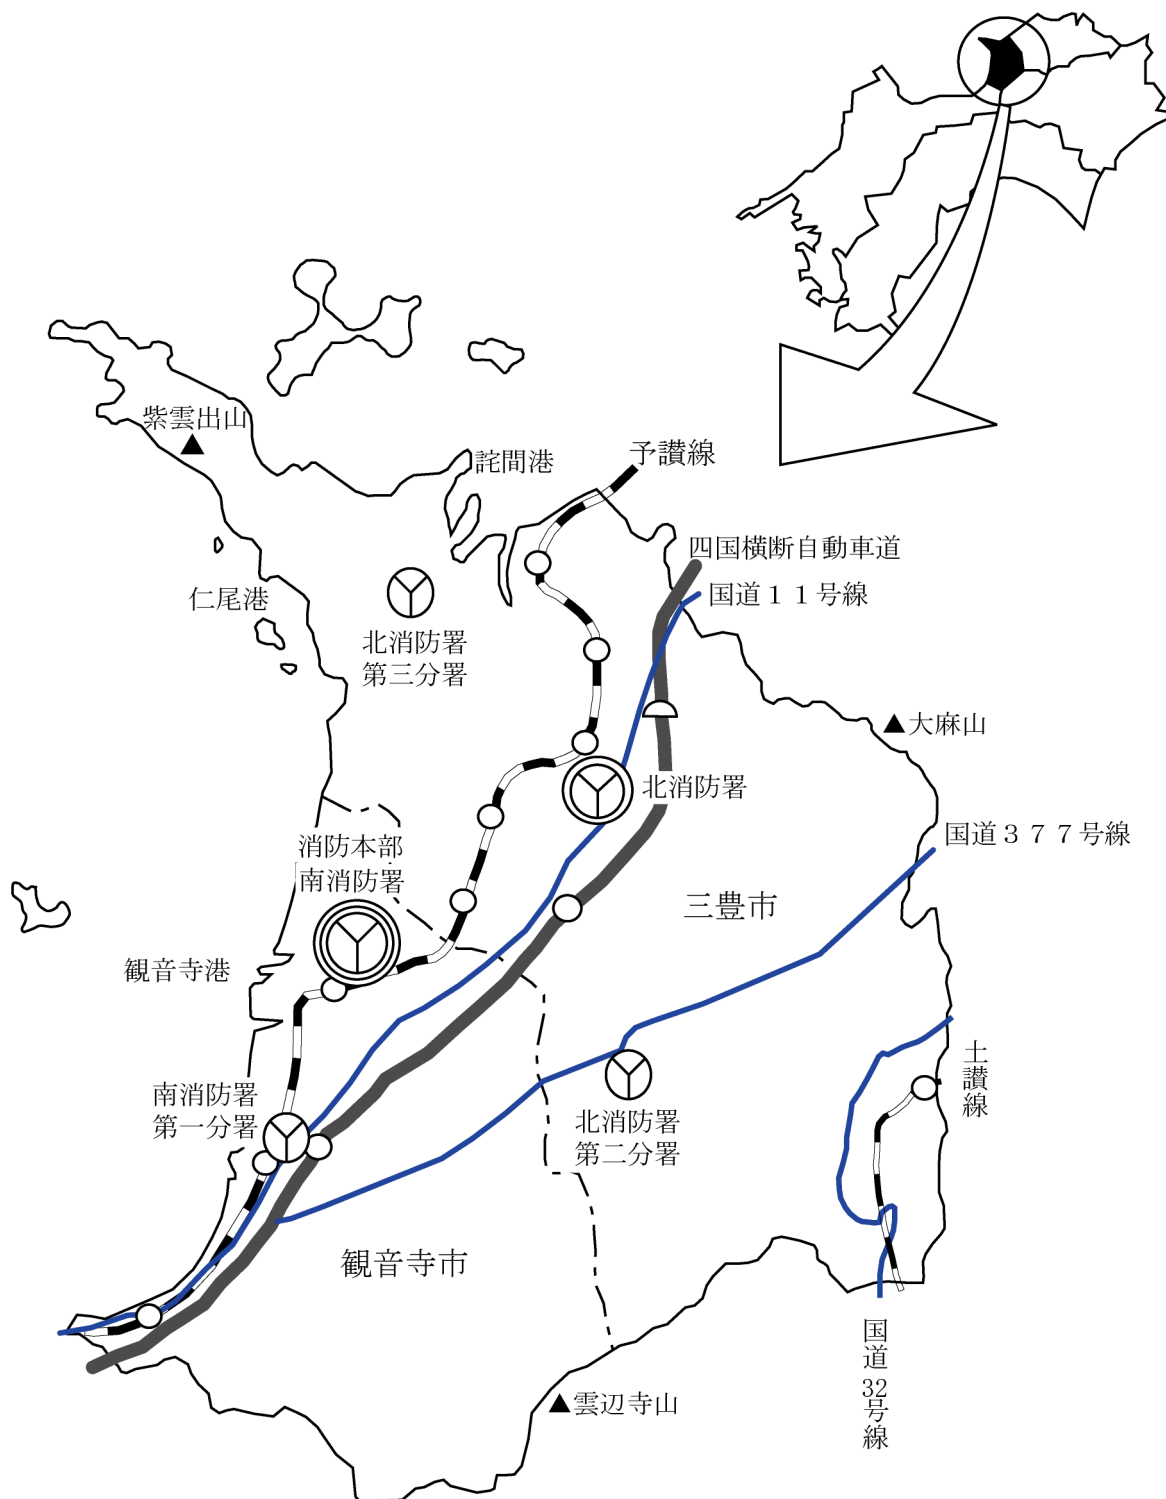 紫雲出山
詫間港
予讃線
四国横断自動車道
国道１１号線
仁尾港
北消防署
第三分署
大麻山
北消防署
国道３７７号線
消防本部
南消防署
三豊市
観音寺港
土讃線
南消防署
第一分署
北消防署
第二分署
観音寺市
国道32号線
雲辺寺山